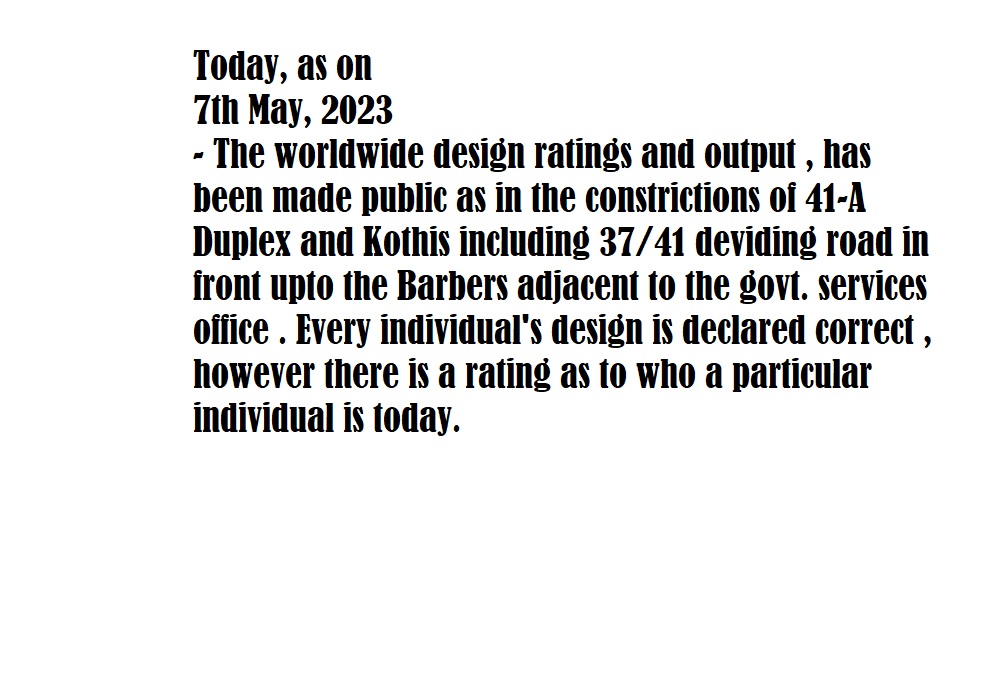 Today, as on
7th May, 2023
- The worldwide design ratings and output , has
been made public as in the constrictions of 41-A
Duplex and Kothis including 37/41 deviding road in
front upto the Barbers adjacent to the govt. services
office . Every individual's design is declared correct ,
however there is a rating as to who a particular
individual is today.